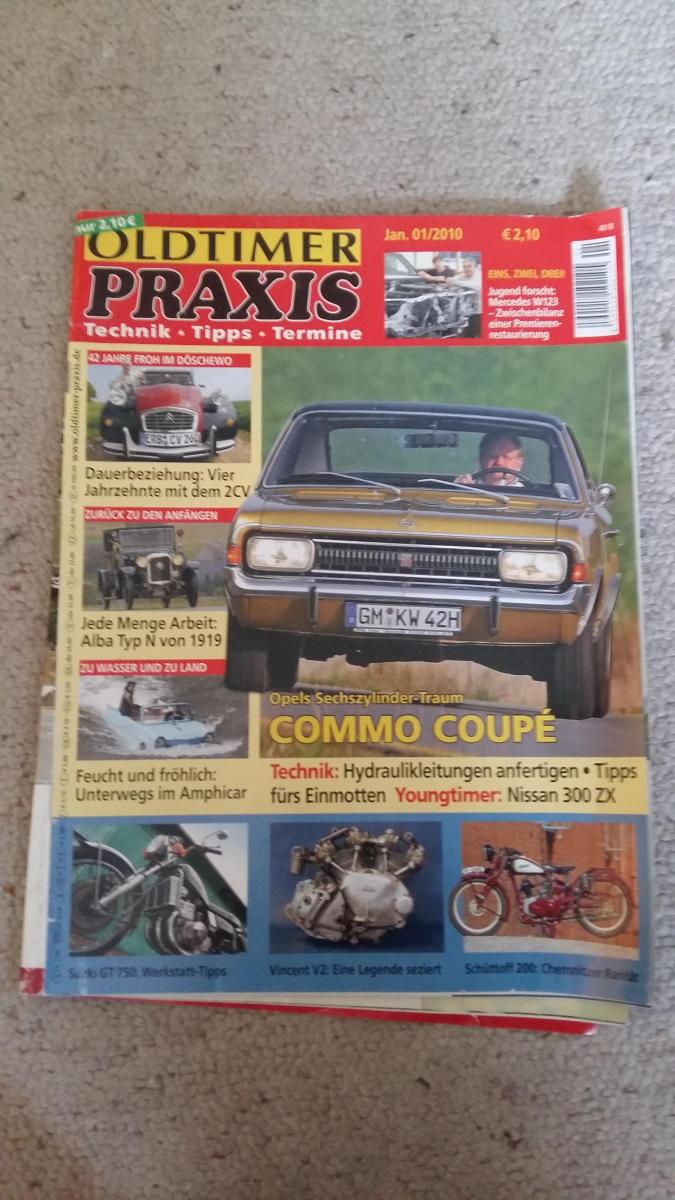 nur 2,10 €
OLDTIMER
PRAXIS
Technik · Tipps · Termine
Jan. 01/2010
€ 2,10
EINS, ZWEI, DREI!
Jugend forscht:
Mercedes W123
– Zwischenbilanz
einer Premieren-
restaurierung
www.oldtimer-praxis.de
42 JAHRE FROH IM DÖSCHEWO
ERB CV 260
Dauerbeziehung: Vier
Jahrzehnte mit dem 2CV
ZURÜCK ZU DEN ANFÄNGEN
Jede Menge Arbeit:
Alba Typ N von 1919
ZU WASSER UND ZU LAND
Feucht und fröhlich:
Unterwegs im Amphicar
GM KW 42H
Opels Sechszylinder-Traum
COMMO COUPÉ
Technik: Hydraulikleitungen anfertigen • Tipps
fürs Einmotten Youngtimer: Nissan 300 ZX
Suzuki GT 750: Werkstatt-Tipps
Vincent V2: Eine Legende seziert
Schüttoff 200: Chemnitzer Rarität